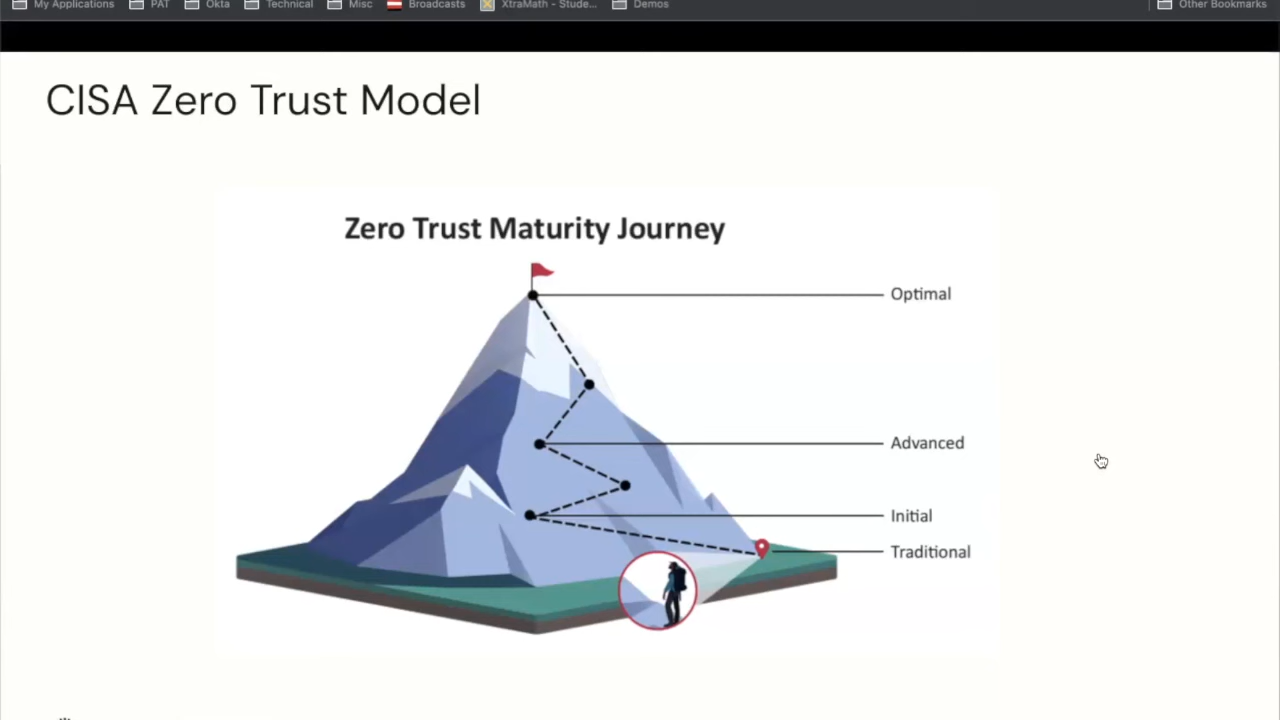 My Applications PAT Okta Technical Misc Broadcasts XtraMath - Stude... Demos Other Bookmarks
CISA Zero Trust Model
Zero Trust Maturity Journey
Optimal
Advanced
Initial
Traditional